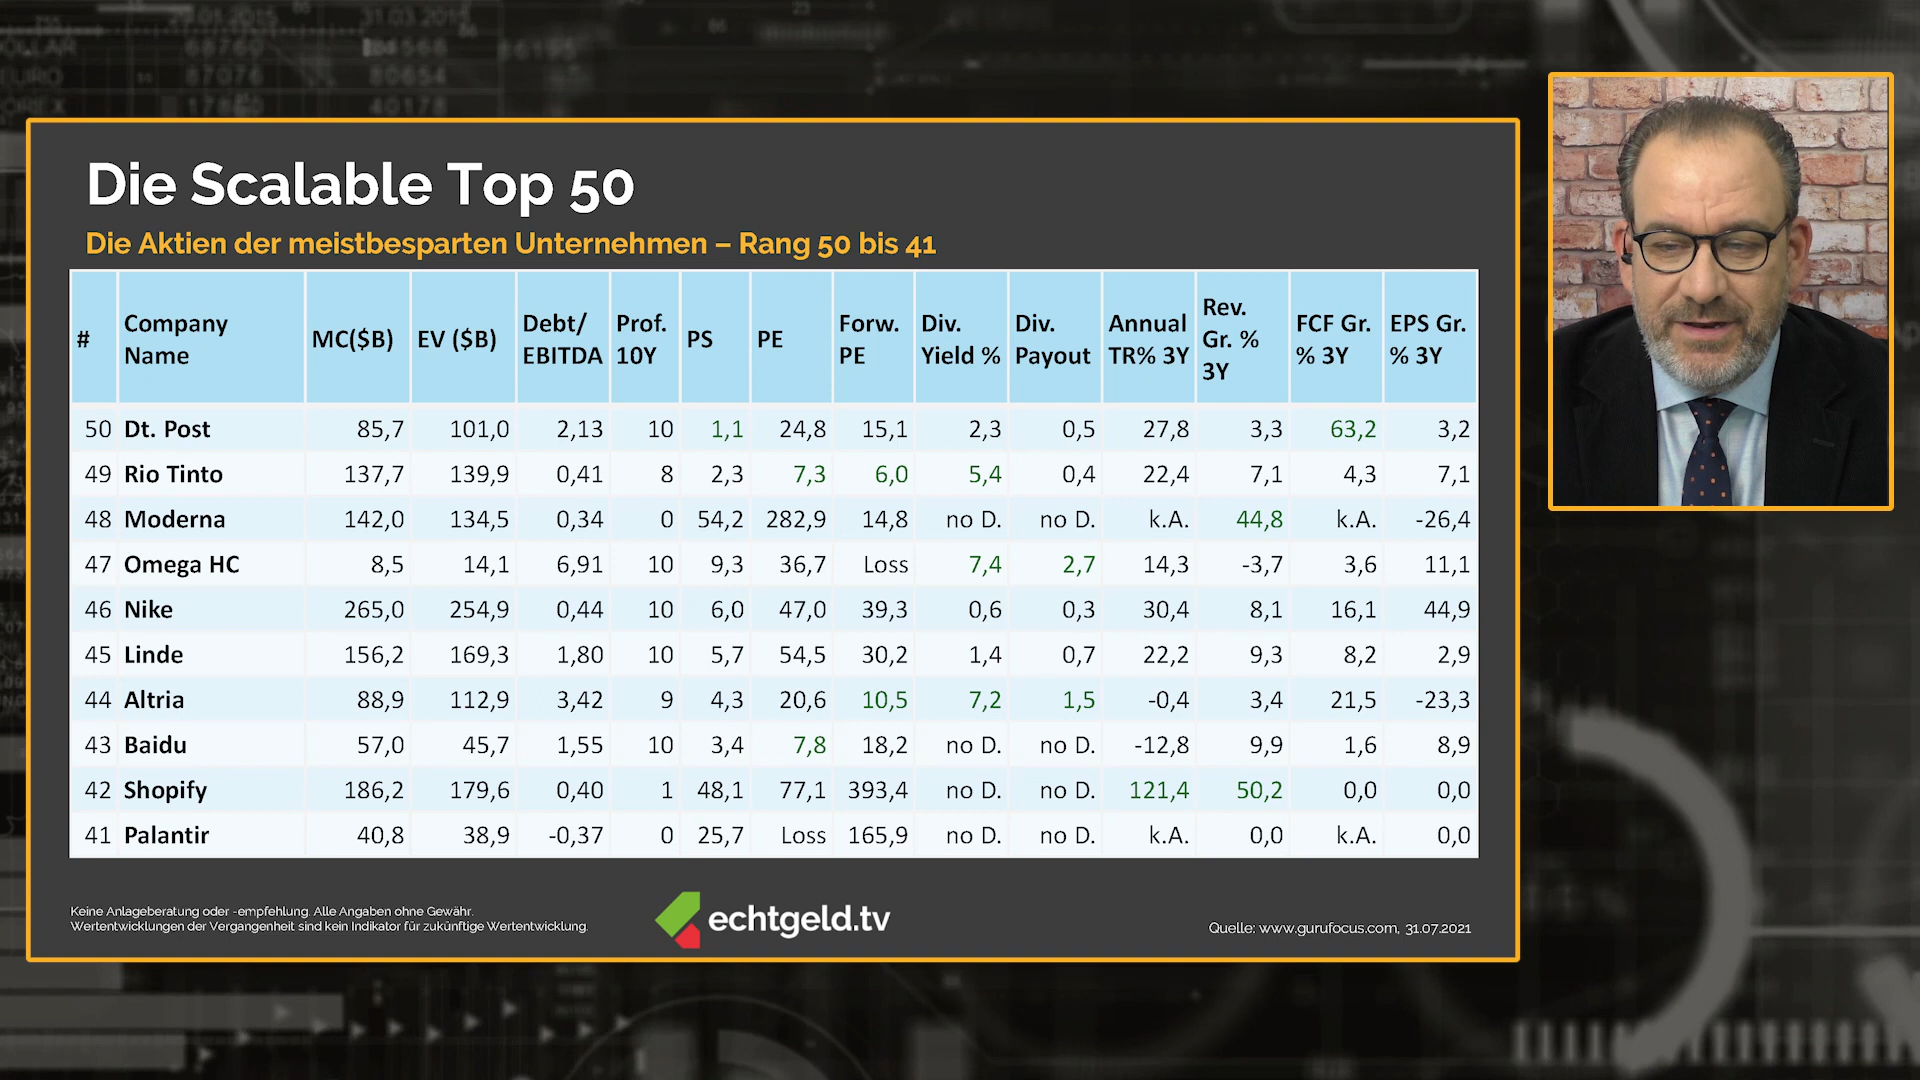 Die Scalable Top 50
Die Aktien der meistbesparten Unternehmen – Rang 50 bis 41
# Company Name MC($B) EV ($B) Debt/ EBITDA Prof. 10Y PS PE Forw. PE Div. Yield % Div. Payout Annual TR% 3Y Rev. Gr. % 3Y FCF Gr. % 3Y EPS Gr. % 3Y
50 Dt. Post 85,7 101,0 2,13 10 1,1 24,8 15,1 2,3 0,5 27,8 3,3 63,2 3,2
49 Rio Tinto 137,7 139,9 0,41 8 2,3 7,3 6,0 5,4 0,4 22,4 7,1 4,3 7,1
48 Moderna 142,0 134,5 0,34 0 54,2 282,9 14,8 no D. no D. k.A. 44,8 k.A. -26,4
47 Omega HC 8,5 14,1 6,91 10 9,3 36,7 Loss 7,4 2,7 14,3 -3,7 3,6 11,1
46 Nike 265,0 254,9 0,44 10 6,0 47,0 39,3 0,6 0,3 30,4 8,1 16,1 44,9
45 Linde 156,2 169,3 1,80 10 5,7 54,5 30,2 1,4 0,7 22,2 9,3 8,2 2,9
44 Altria 88,9 112,9 3,42 9 4,3 20,6 10,5 7,2 1,5 -0,4 3,4 21,5 -23,3
43 Baidu 57,0 45,7 1,55 10 3,4 7,8 18,2 no D. no D. -12,8 9,9 1,6 8,9
42 Shopify 186,2 179,6 0,40 1 48,1 77,1 393,4 no D. no D. 121,4 50,2 0,0 0,0
41 Palantir 40,8 38,9 -0,37 0 25,7 Loss 165,9 no D. no D. k.A. 0,0 k.A. 0,0
Keine Anlageberatung oder -empfehlung. Alle Angaben ohne Gewähr.
Wertentwicklungen der Vergangenheit sind kein Indikator für zukünftige Wertentwicklung.
echtgeld.tv
Quelle: www.gurufocus.com, 31.07.2021